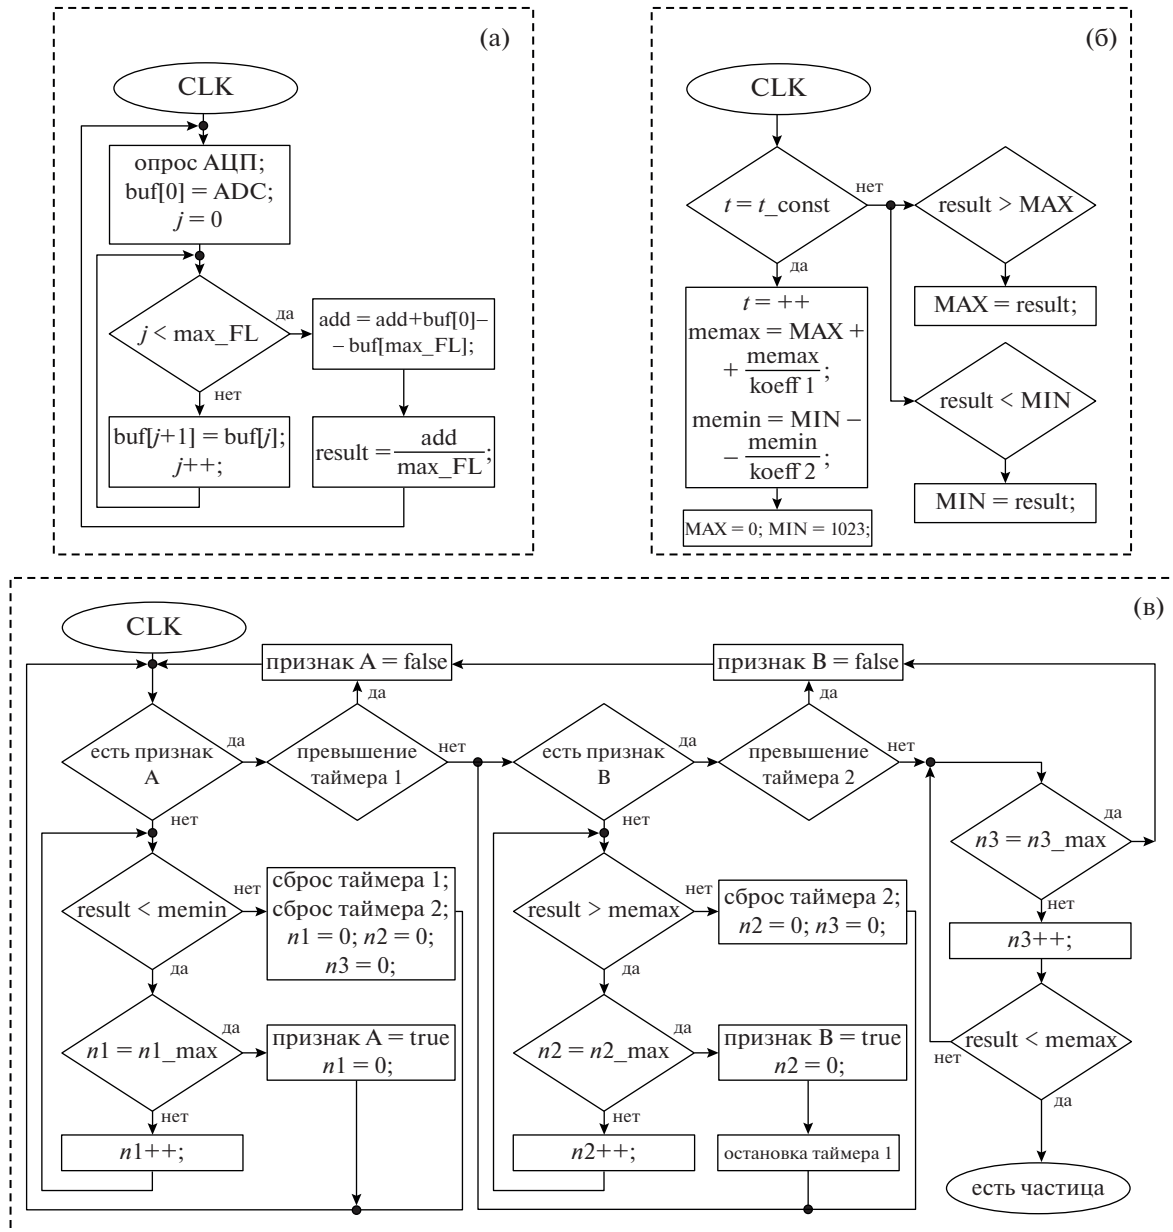 (а)
CLK
опрос АЦП;
buf[0] = ADC;
j = 0
j < max_FL
да
нет
add = add+buf[0]–
– buf[max_FL];
buf[j+1] = buf[j];
j++;
result = add
max_FL;
(б)
CLK
t = t_const
нет
да
result > MAX
MAX = result;
t = ++
memax = MAX +
+ memax
koeff 1;
memin = MIN –
– memin
koeff 2;
result < MIN
MIN = result;
MAX = 0; MIN = 1023;
(в)
CLK
признак A = false
признак B = false
да
да
есть признак
A
да
нет
превышение
таймера 1
нет
есть признак
B
да
нет
превышение
таймера 2
нет
n3 = n3_max
да
нет
result < memin
нет
да
сброс таймера 1;
сброс таймера 2;
n1 = 0; n2 = 0;
n3 = 0;
result > memax
нет
да
сброс таймера 2;
n2 = 0; n3 = 0;
n3++;
n1 = n1_max
да
нет
признак A = true
n1 = 0;
n2 = n2_max
да
нет
признак B = true
n2 = 0;
result < memax
нет
да
n1++;
n2++;
остановка таймера 1
есть частица